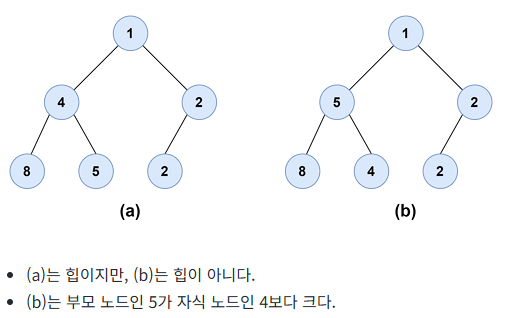 1 1
4 2 5 2
8 5 2 8 4 2
(a) (b)
(a)는 힙이지만, (b)는 힙이 아니다.
(b)는 부모 노드인 5가 자식 노드인 4보다 크다.